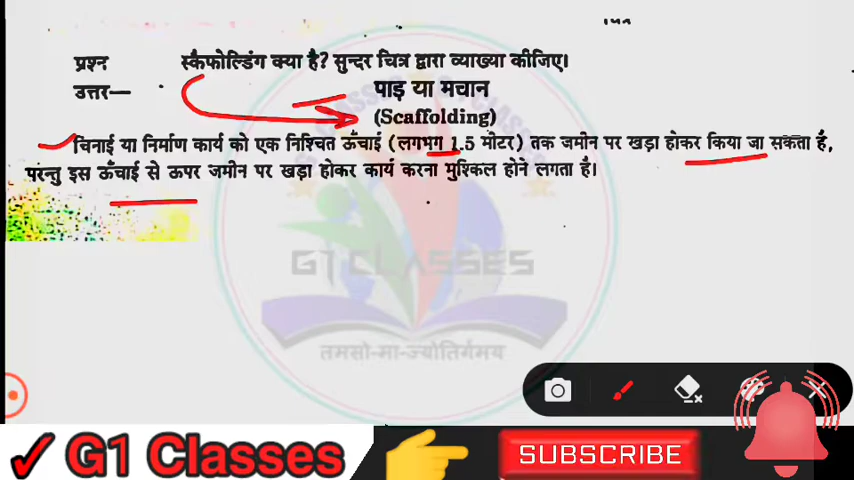 प्रश्न स्कैफोल्डिंग क्या है? सुन्दर चित्र द्वारा व्याख्या कीजिए।
उत्तर— पाड़ या मचान
(Scaffolding)
चिनाई या निर्माण कार्य को एक निश्चित ऊँचाई (लगभग 1.5 मीटर) तक जमीन पर खड़ा होकर किया जा सकता है,
परन्तु इस ऊँचाई से ऊपर जमीन पर खड़ा होकर कार्य करना मुश्किल होने लगता है।
G1 CLASSES
तमसो-मा-ज्योतिर्गमय
G1 Classes
SUBSCRIBE